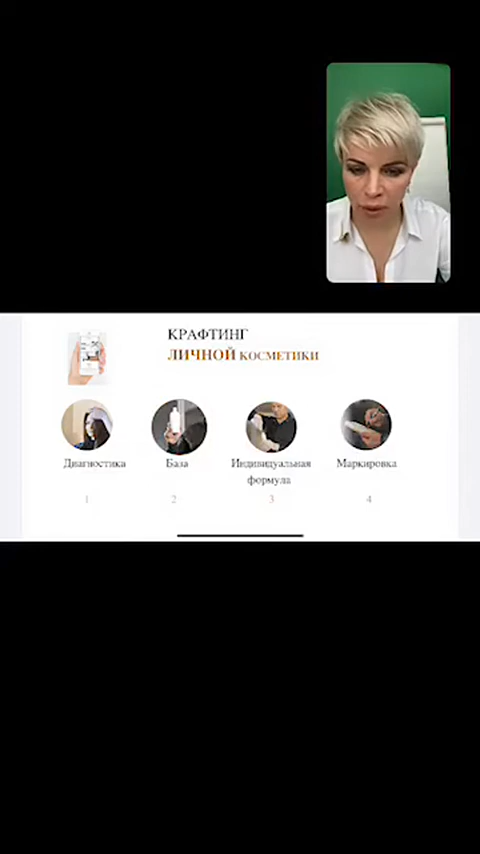 КРАФТИНГ
ЛИЧНОЙ КОСМЕТИКИ
Диагностика
База
Индивидуальная
формула
Маркировка
1
2
3
4